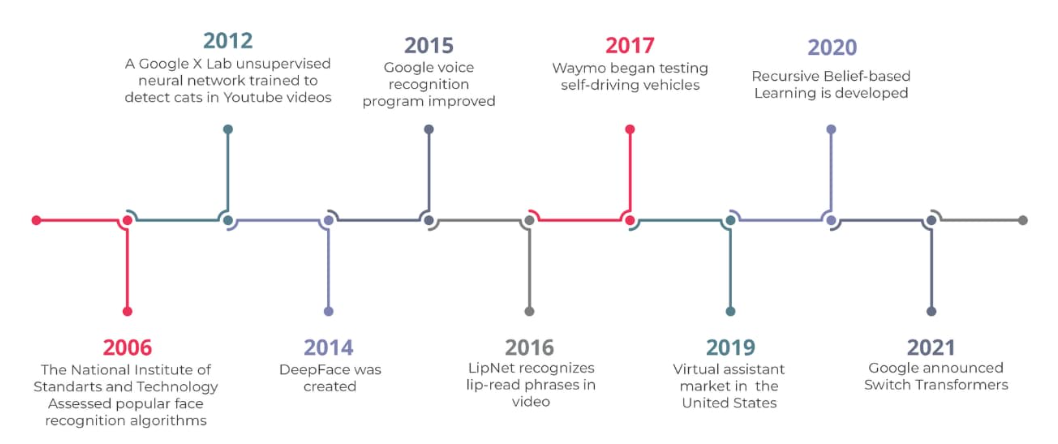 2012
A Google X Lab unsupervised
neural network trained to
detect cats in Youtube videos
2015
Google voice
recognition
program improved
2017
Waymo began testing
self-driving vehicles
2020
Recursive Belief-based
Learning is developed
2006
The National Institute of
Standarts and Technology
Assessed popular face
recognition algorithms
2014
DeepFace was
created
2016
LipNet recognizes
lip-read phrases in
video
2019
Virtual assistant
market in the
United States
2021
Google announced
Switch Transformers